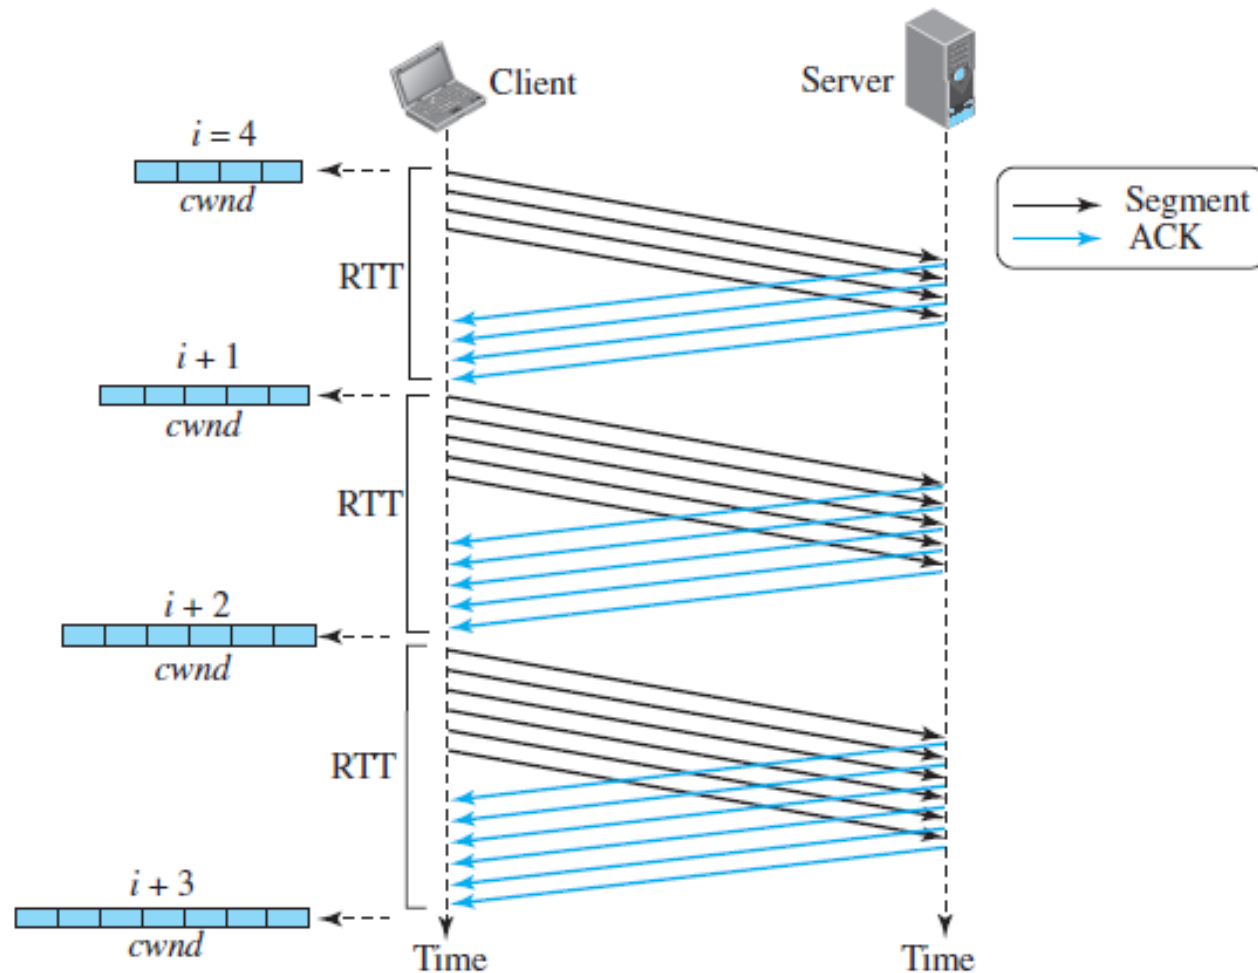 Client
Server
i = 4
cwnd
Segment
ACK
RTT
i + 1
cwnd
RTT
i + 2
cwnd
RTT
i + 3
cwnd
Time
Time